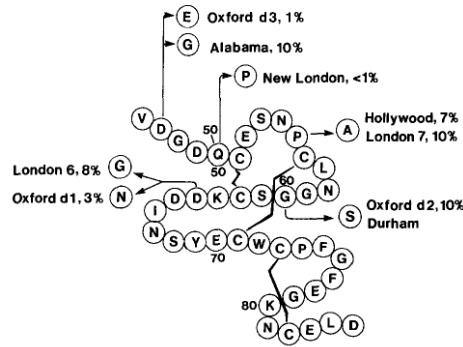 E Oxford d3, 1%
G Alabama, 10%
P New London, <1%
V D G D Q C E S N P C L N
50
50
A Hollywood, 7%
London 7, 10%
London 6, 8% G
Oxford d1, 3% N
60
I D D K C S G G
S Oxford d2, 10%
Durham
N S Y E C W C P F G
70
F E G K
80
N C E L D